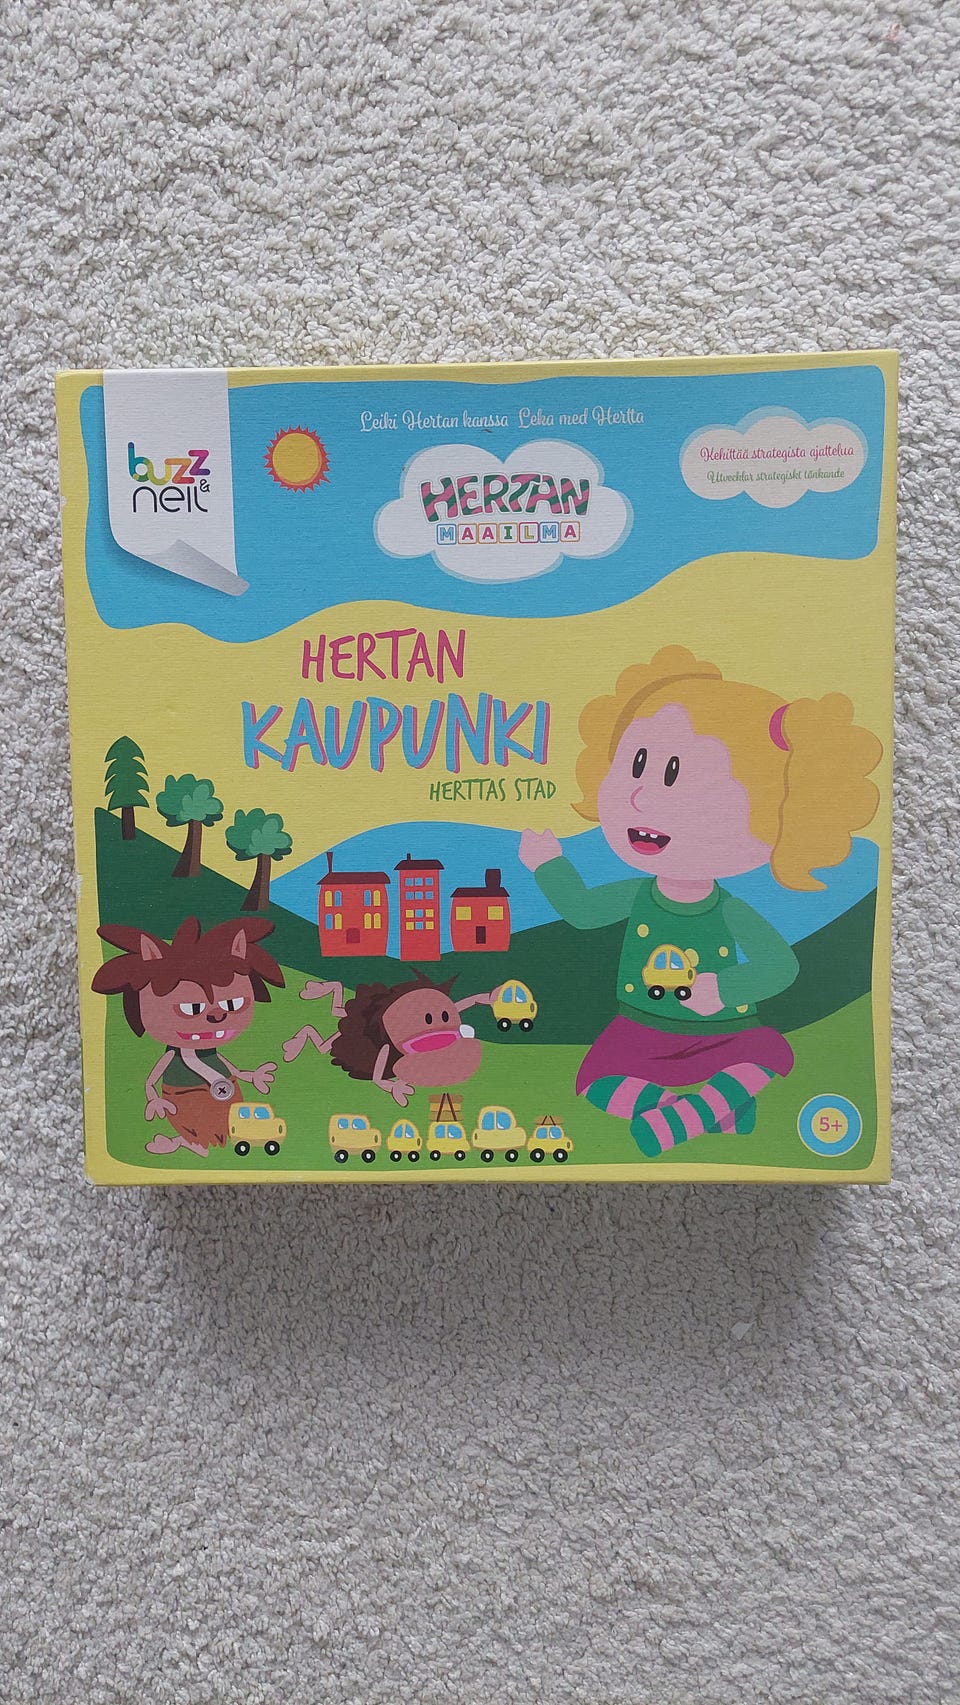 buzz
& neil
Leiki Hertan kanssa Leka med Hertta
HERTAN
MAAILMA
Kehittää strategista ajattelua
Utvecklar strategiskt tänkande
HERTAN
KAUPUNKI
HERTTAS STAD
5+